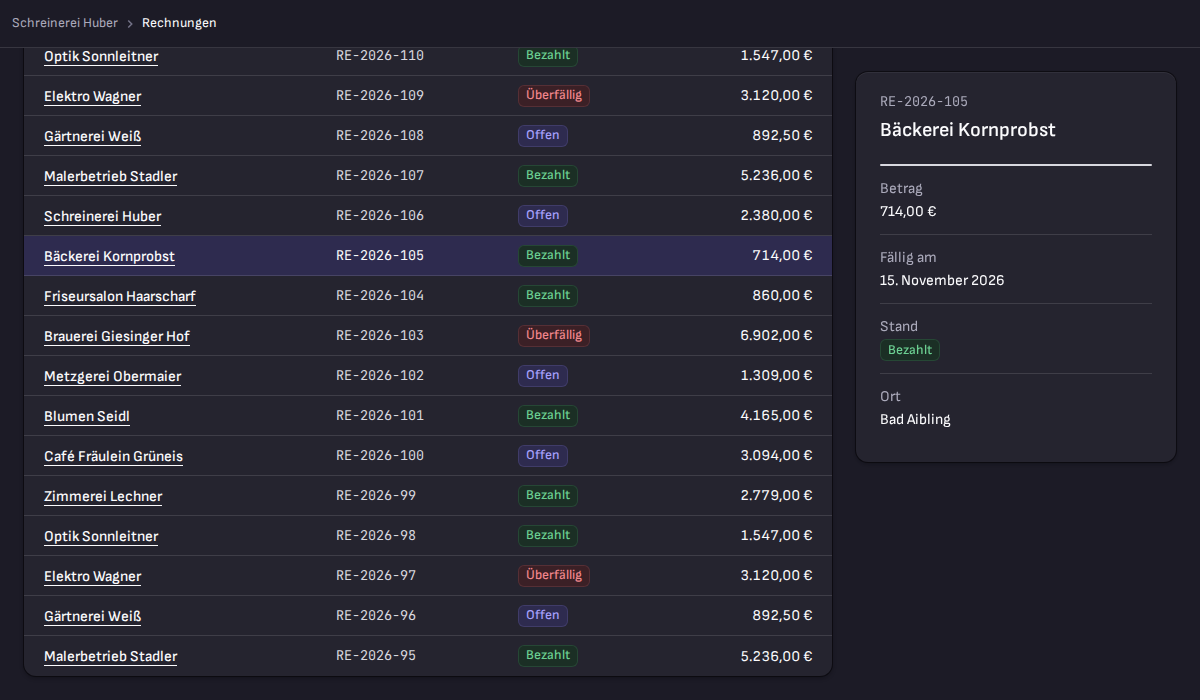 Schreinerei Huber > Rechnungen
Optik Sonnleitner RE-2026-110 Bezahlt 1.547,00 €
Elektro Wagner RE-2026-109 Überfällig 3.120,00 €
Gärtnerei Weiß RE-2026-108 Offen 892,50 €
Malerbetrieb Stadler RE-2026-107 Bezahlt 5.236,00 €
Schreinerei Huber RE-2026-106 Offen 2.380,00 €
Bäckerei Kornprobst RE-2026-105 Bezahlt 714,00 €
Friseursalon Haarscharf RE-2026-104 Bezahlt 860,00 €
Brauerei Giesinger Hof RE-2026-103 Überfällig 6.902,00 €
Metzgerei Obermaier RE-2026-102 Offen 1.309,00 €
Blumen Seidl RE-2026-101 Bezahlt 4.165,00 €
Café Fräulein Grüneis RE-2026-100 Offen 3.094,00 €
Zimmerei Lechner RE-2026-99 Bezahlt 2.779,00 €
Optik Sonnleitner RE-2026-98 Bezahlt 1.547,00 €
Elektro Wagner RE-2026-97 Überfällig 3.120,00 €
Gärtnerei Weiß RE-2026-96 Offen 892,50 €
Malerbetrieb Stadler RE-2026-95 Bezahlt 5.236,00 €
RE-2026-105
Bäckerei Kornprobst
Betrag
714,00 €
Fällig am
15. November 2026
Stand
Bezahlt
Ort
Bad Aibling